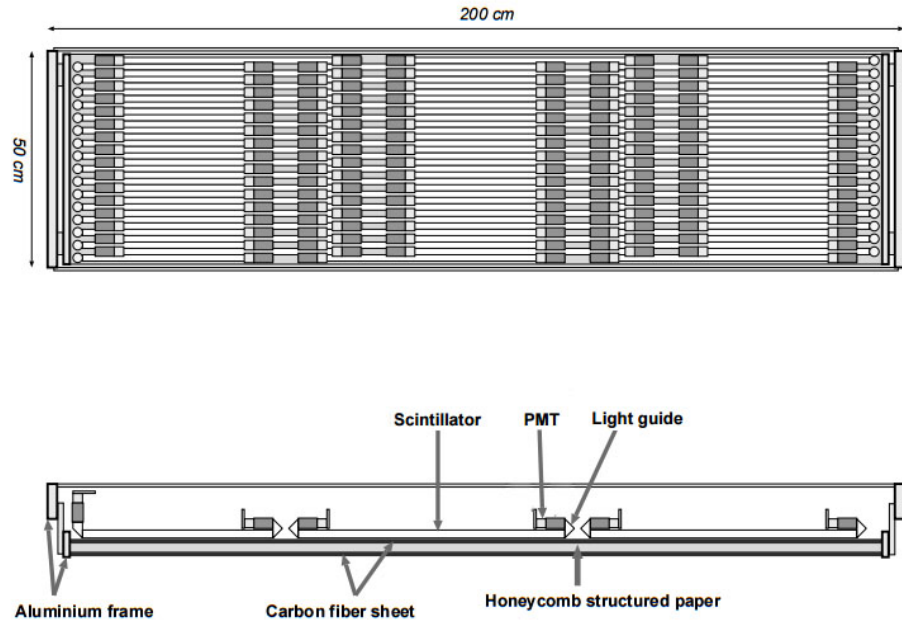 200 cm
50 cm
Scintillator
PMT
Light guide
Aluminium frame
Carbon fiber sheet
Honeycomb structured paper